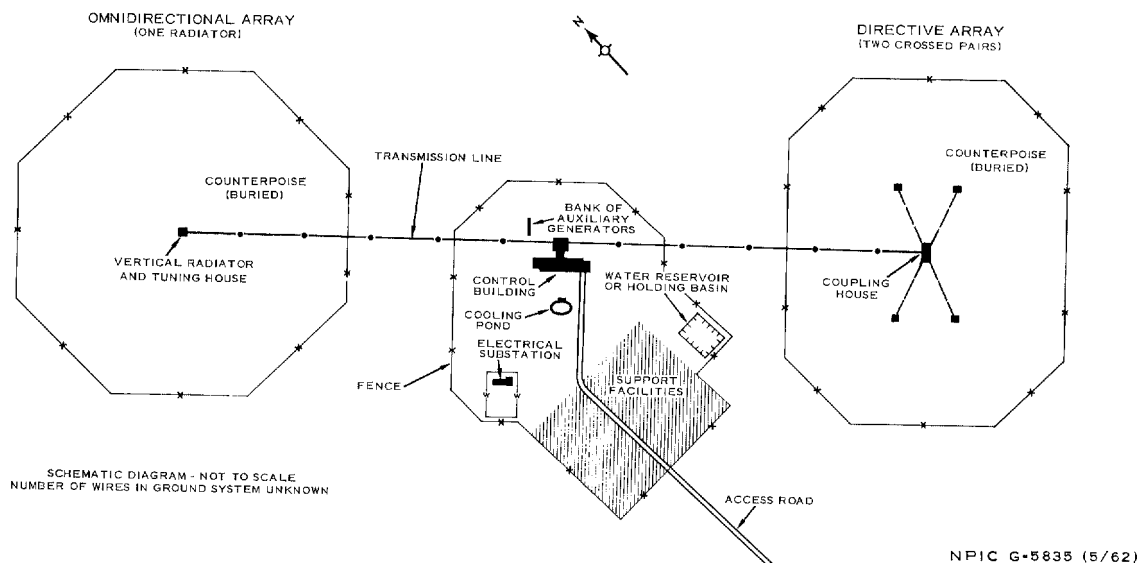 OMNIDIRECTIONAL ARRAY
(ONE RADIATOR)
N
DIRECTIVE ARRAY
(TWO CROSSED PAIRS)
TRANSMISSION LINE
COUNTERPOISE
(BURIED)
COUNTERPOISE
(BURIED)
BANK OF
AUXILIARY
GENERATORS
VERTICAL RADIATOR
AND TUNING HOUSE
CONTROL
BUILDING
WATER RESERVOIR
OR HOLDING BASIN
COUPLING
HOUSE
COOLING
POND
ELECTRICAL
SUBSTATION
FENCE
SUPPORT
FACILITIES
SCHEMATIC DIAGRAM - NOT TO SCALE
NUMBER OF WIRES IN GROUND SYSTEM UNKNOWN
ACCESS ROAD
NPIC G-5835 (5/62)